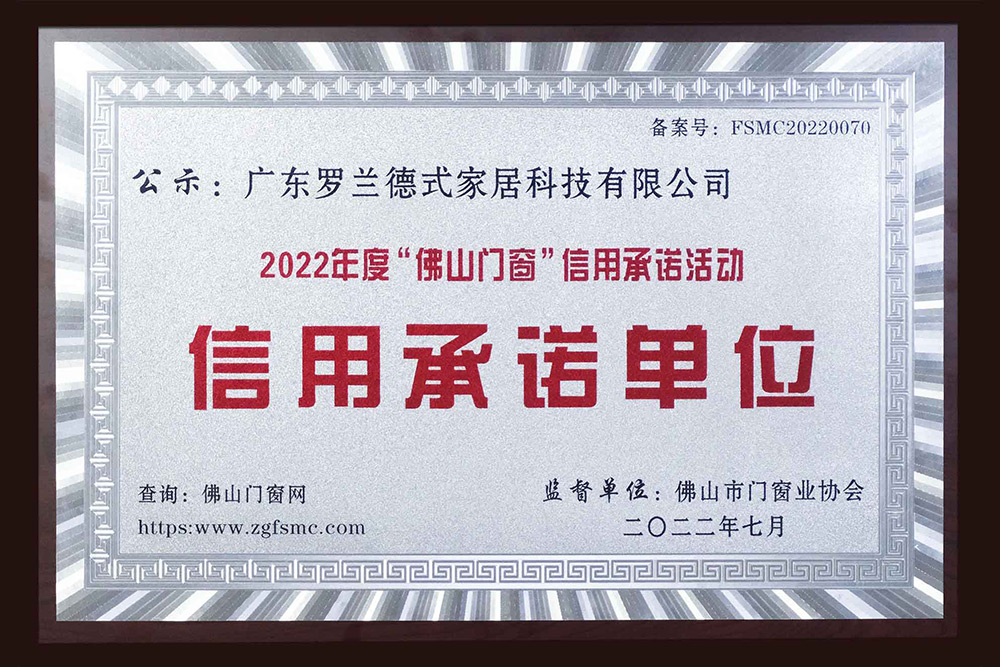 备案号：FSMC20220070
公示：广东罗兰德式家居科技有限公司
2022年度“佛山门窗”信用承诺活动
信用承诺单位
查询：佛山门窗网
https:www.zgfsmc.com
监督单位：佛山市门窗业协会
二〇二二年七月